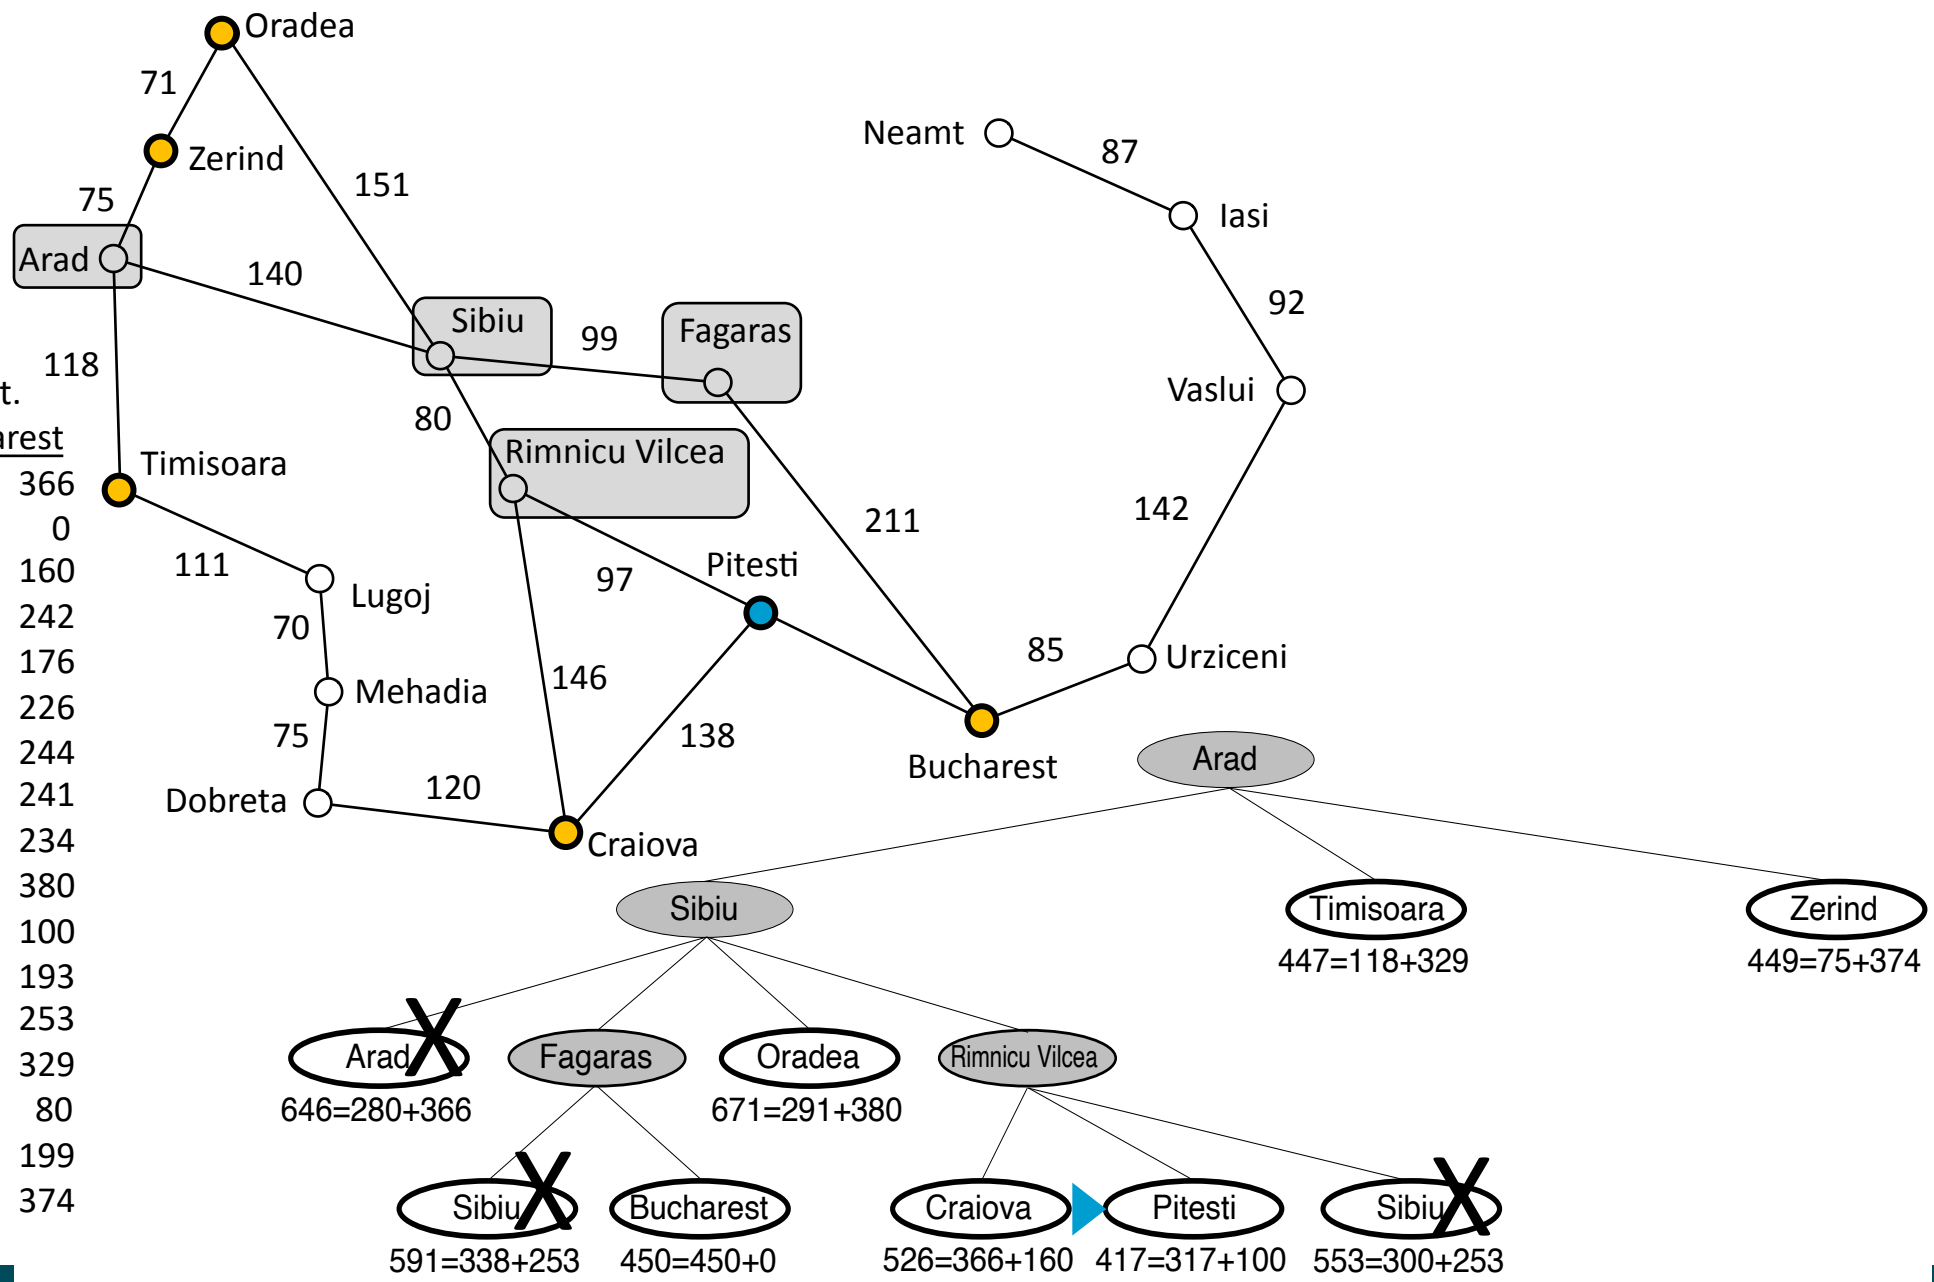 Oradea
71
Neamt
87
Zerind
151
75
Iasi
Arad
140
92
Sibiu
99
Fagaras
118
t.
Vaslui
80
arest
Rimnicu Vilcea
Timisoara
366
0
211
142
160
111
97
Pitesti
Lugoj
242
70
85
Urziceni
176
146
Mehadia
226
75
138
244
Bucharest
Arad
241
Dobreta
120
234
Craiova
380
Sibiu
Timisoara
Zerind
100
447=118+329
449=75+374
193
253
X
Arad
Fagaras
Oradea
Rimnicu Vilcea
329
646=280+366
671=291+380
80
199
X
X
374
Sibiu
Bucharest
Craiova
Pitesti
Sibiu
591=338+253
450=450+0
526=366+160
417=317+100
553=300+253